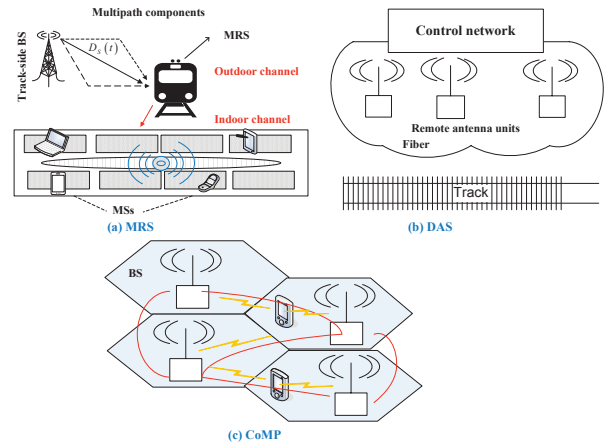 Multipath components
Track-side BS
D_S(t)
MRS
Outdoor channel
Indoor channel
MSs
(a) MRS
Control network
Remote antenna units
Fiber
Track
(b) DAS
BS
(c) CoMP